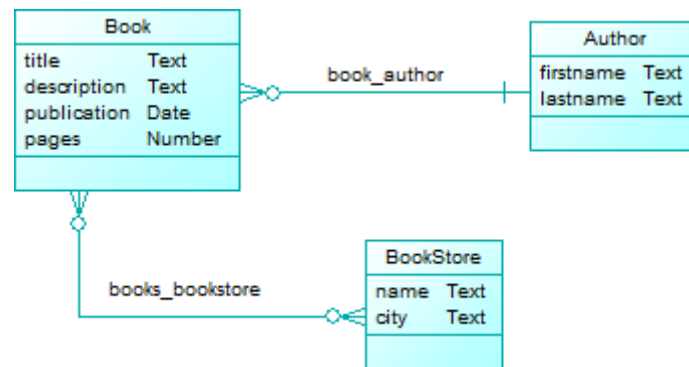 Book
title Text
description Text
publication Date
pages Number
book_author
Author
firstname Text
lastname Text
books_bookstore
BookStore
name Text
city Text